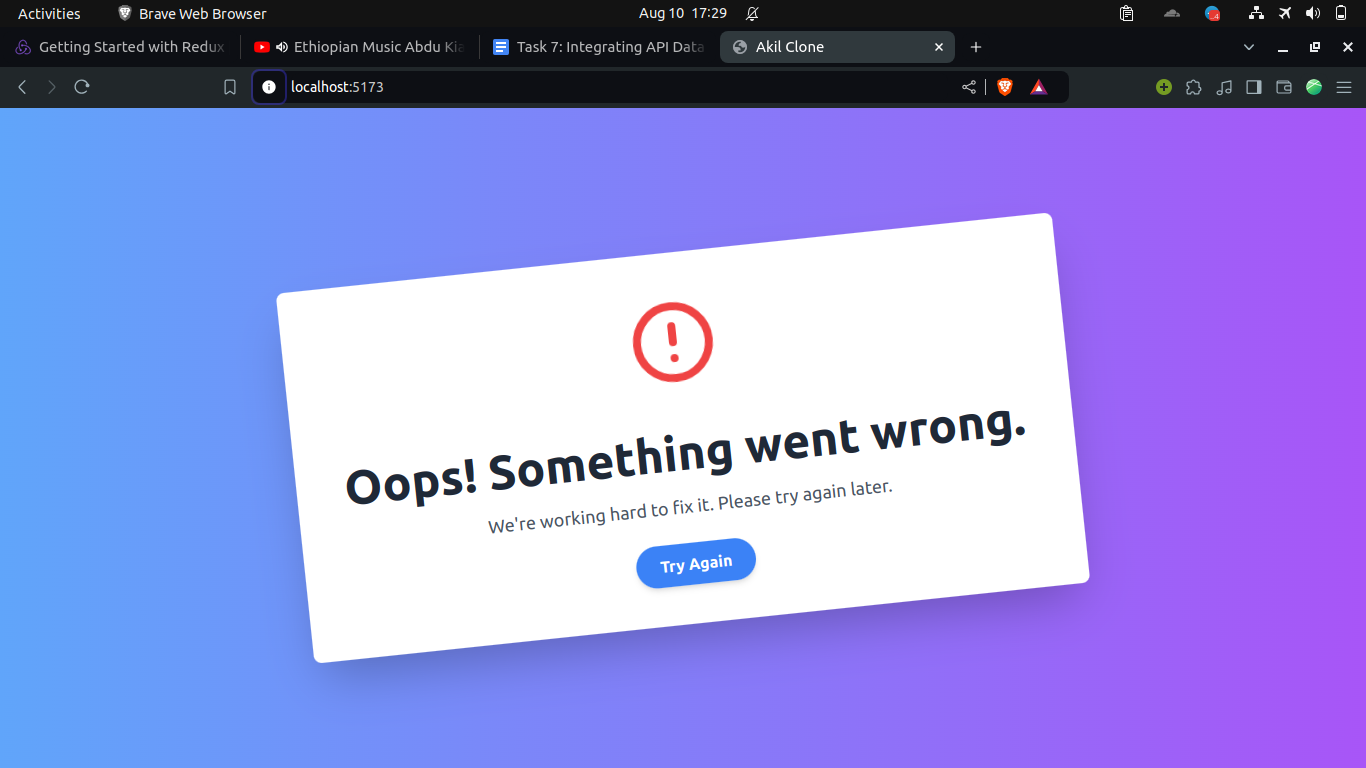 Activities
Brave Web Browser
Aug 10 17:29
4
Getting Started with Redux
Ethiopian Music Abdu Kia
Task 7: Integrating API Data
Akil Clone
localhost:5173
Oops! Something went wrong.
We're working hard to fix it. Please try again later.
Try Again